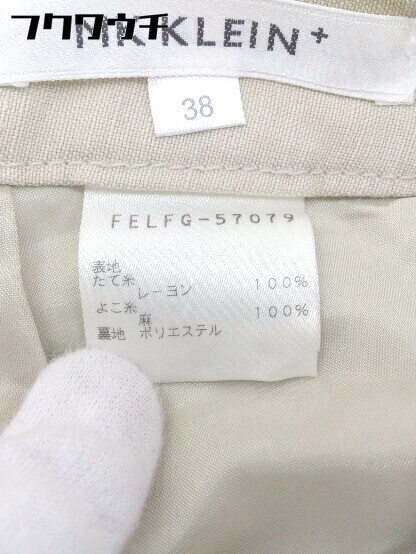 フクワウチ
MK KLEIN+
38
FELFG-57079
表地
たて糸
レーヨン 100%
よこ糸
麻 100%
裏地 ポリエステル